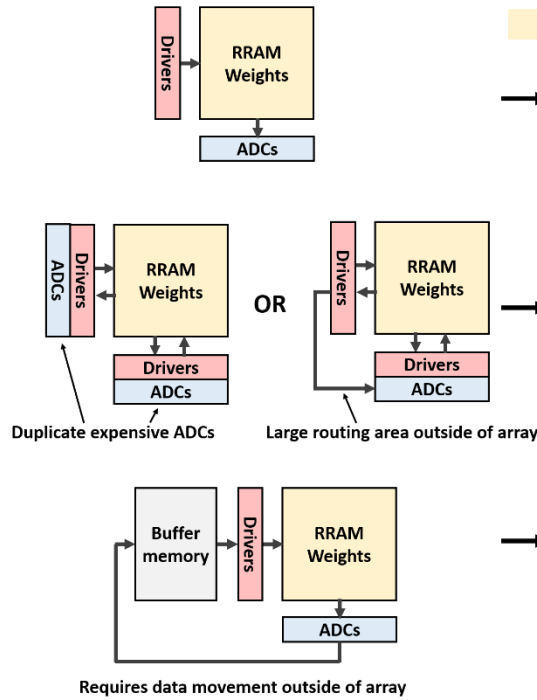 Drivers
RRAM
Weights
ADCs
ADCs
Drivers
RRAM
Weights
Drivers
ADCs
OR
Drivers
RRAM
Weights
Drivers
ADCs
Duplicate expensive ADCs
Large routing area outside of array
Buffer
memory
Drivers
RRAM
Weights
ADCs
Requires data movement outside of array